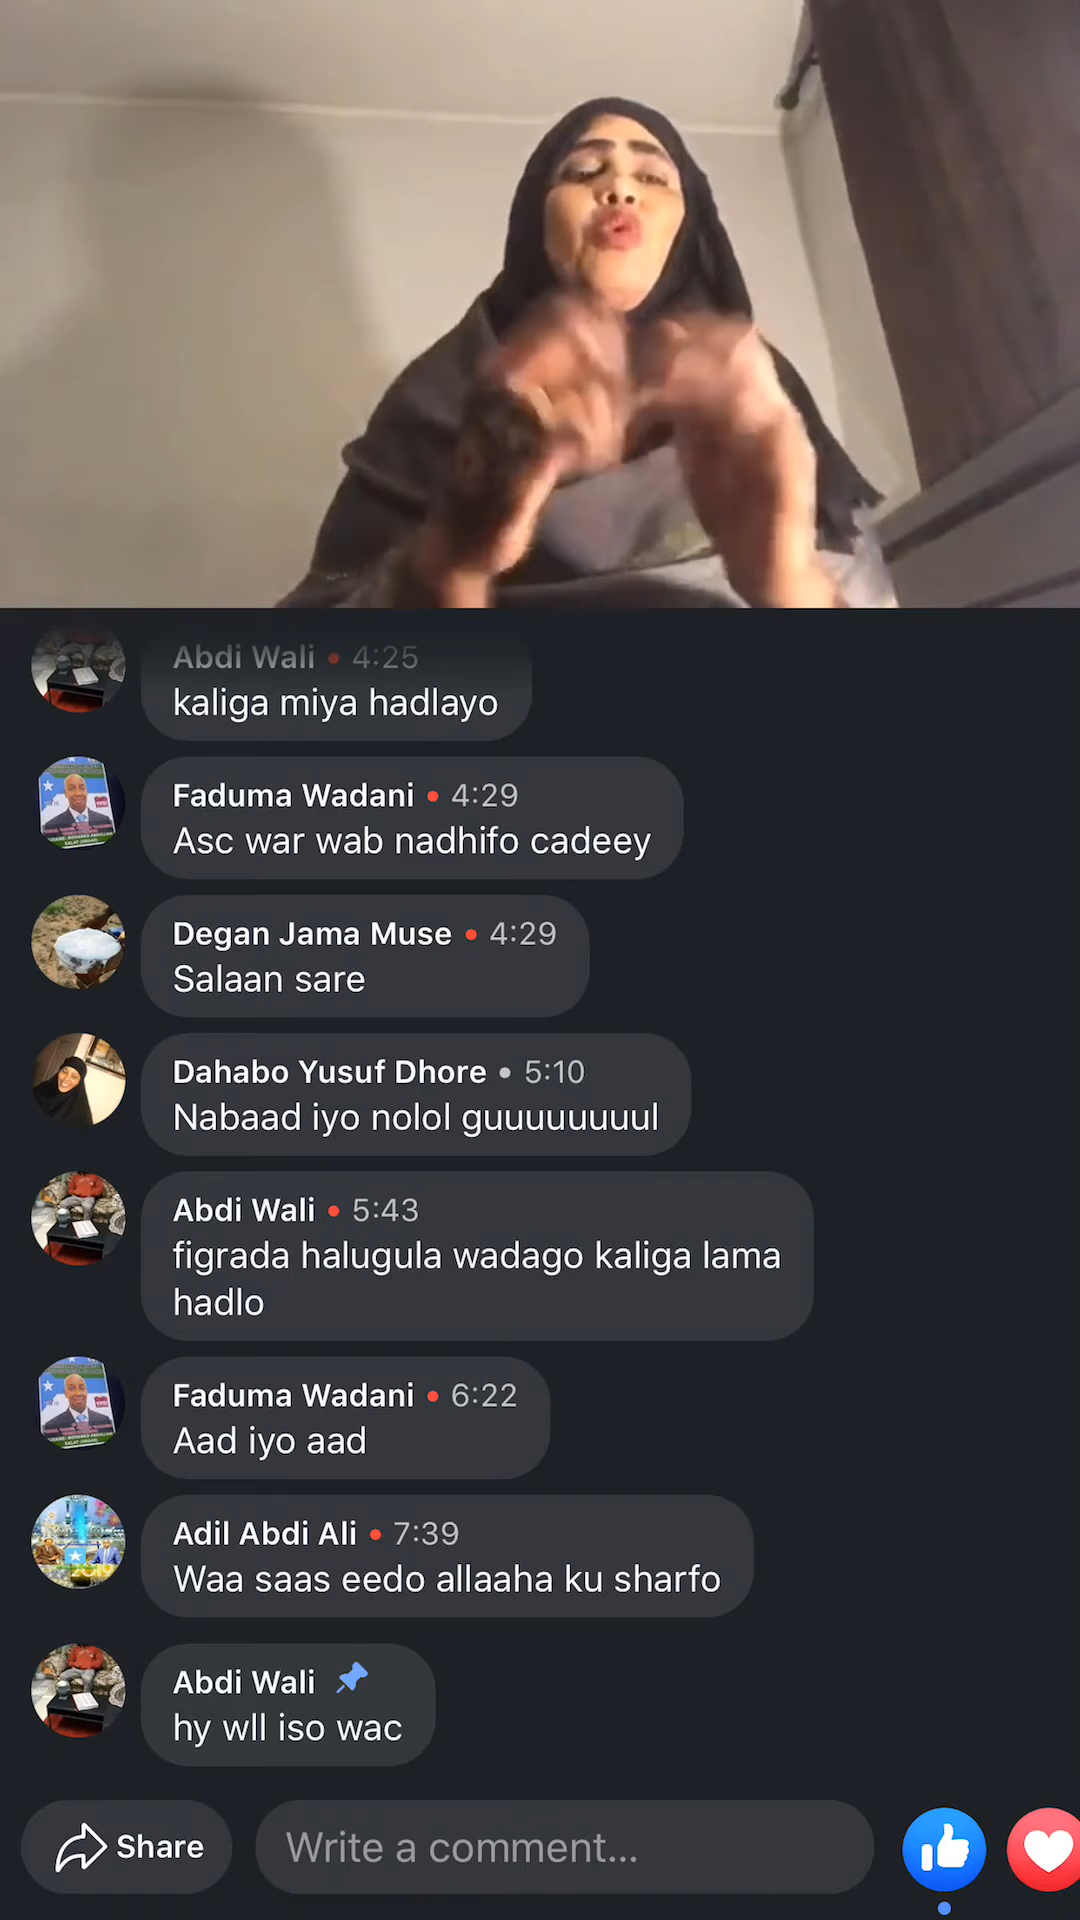 Abdi Wali • 4:25
kaliga miya hadlayo
Faduma Wadani • 4:29
Asc war wab nadhifo cadeey
Degan Jama Muse • 4:29
Salaan sare
Dahabo Yusuf Dhore • 5:10
Nabaad iyo nolol guuuuuuuul
Abdi Wali • 5:43
figrada halugula wadago kaliga lama
hadlo
Faduma Wadani • 6:22
Aad iyo aad
Adil Abdi Ali • 7:39
Waa saas eedo allaaha ku sharfo
Abdi Wali
hy wll iso wac
Share
Write a comment...